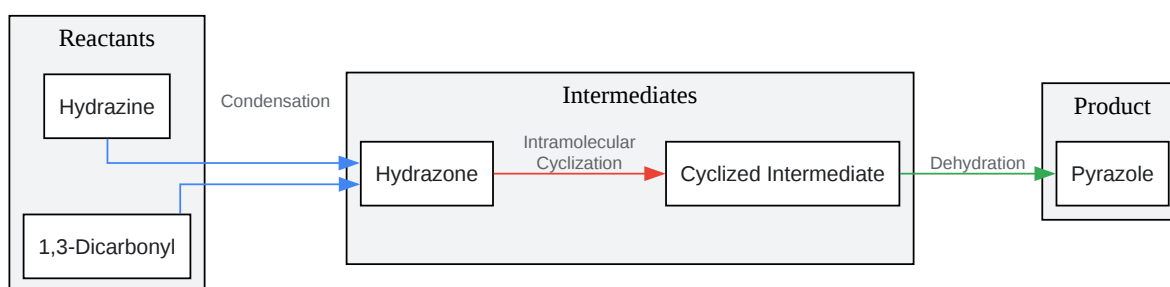 Reactants
Hydrazine
1,3-Dicarbonyl
Condensation
Intermediates
Hydrazone
Intramolecular
Cyclization
Cyclized Intermediate
Dehydration
Product
Pyrazole